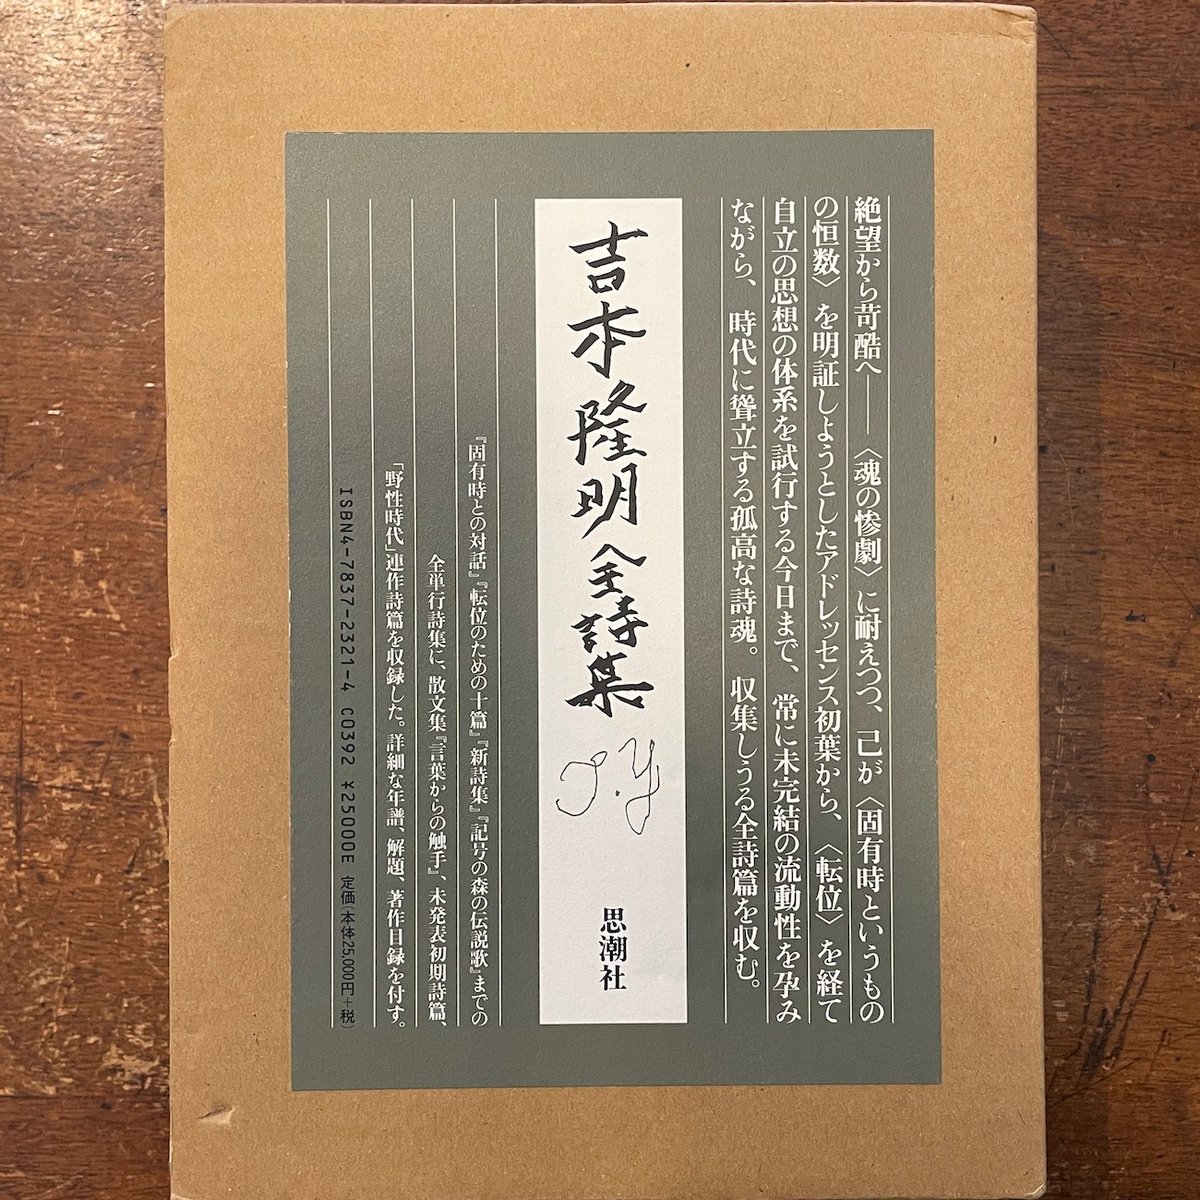 絶望から苛酷へ――〈魂の惨劇〉に耐えつつ、己が〈固有時というもの
の恒数〉を明証しようとしたアドレッセンス初葉から、〈転位〉を経て
自立の思想の体系を試行する今日まで、常に未完結の流動性を孕み
ながら、時代に聳立する孤高な詩魂。収集しうる全詩篇を収む。
吉本隆明全詩集
J.Y
思潮社
『固有時との対話』『転位のための十篇』『新詩集』『記号の森の伝説歌』までの
全単行詩集に、散文集『言葉からの触手』、未発表初期詩篇、
「野性時代」連作詩篇を収録した。詳細な年譜、解題、著作目録を付す。
ISBN4-7837-2321-4 C0392 ¥25000E 定価(本体25,000円+税)